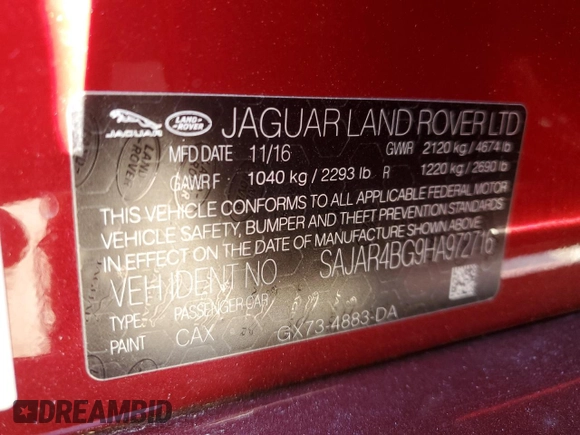 JAGUAR LAND ROVER JAGUAR LAND ROVER LTD
MFD DATE 11/16 GWR 2120 kg / 4674 lb
GAWR F 1040 kg / 2293 lb R 1220 kg / 2690 lb
THIS VEHICLE CONFORMS TO ALL APPLICABLE FEDERAL MOTOR
VEHICLE SAFETY, BUMPER AND THEFT PREVENTION STANDARDS
IN EFFECT ON THE DATE OF MANUFACTURE SHOWN ABOVE.
VEH IDENT NO SAJAR4BG9HA972716
TYPE PASSENGER CAR
PAINT CAX GX73-4883-DA
DREAMBID